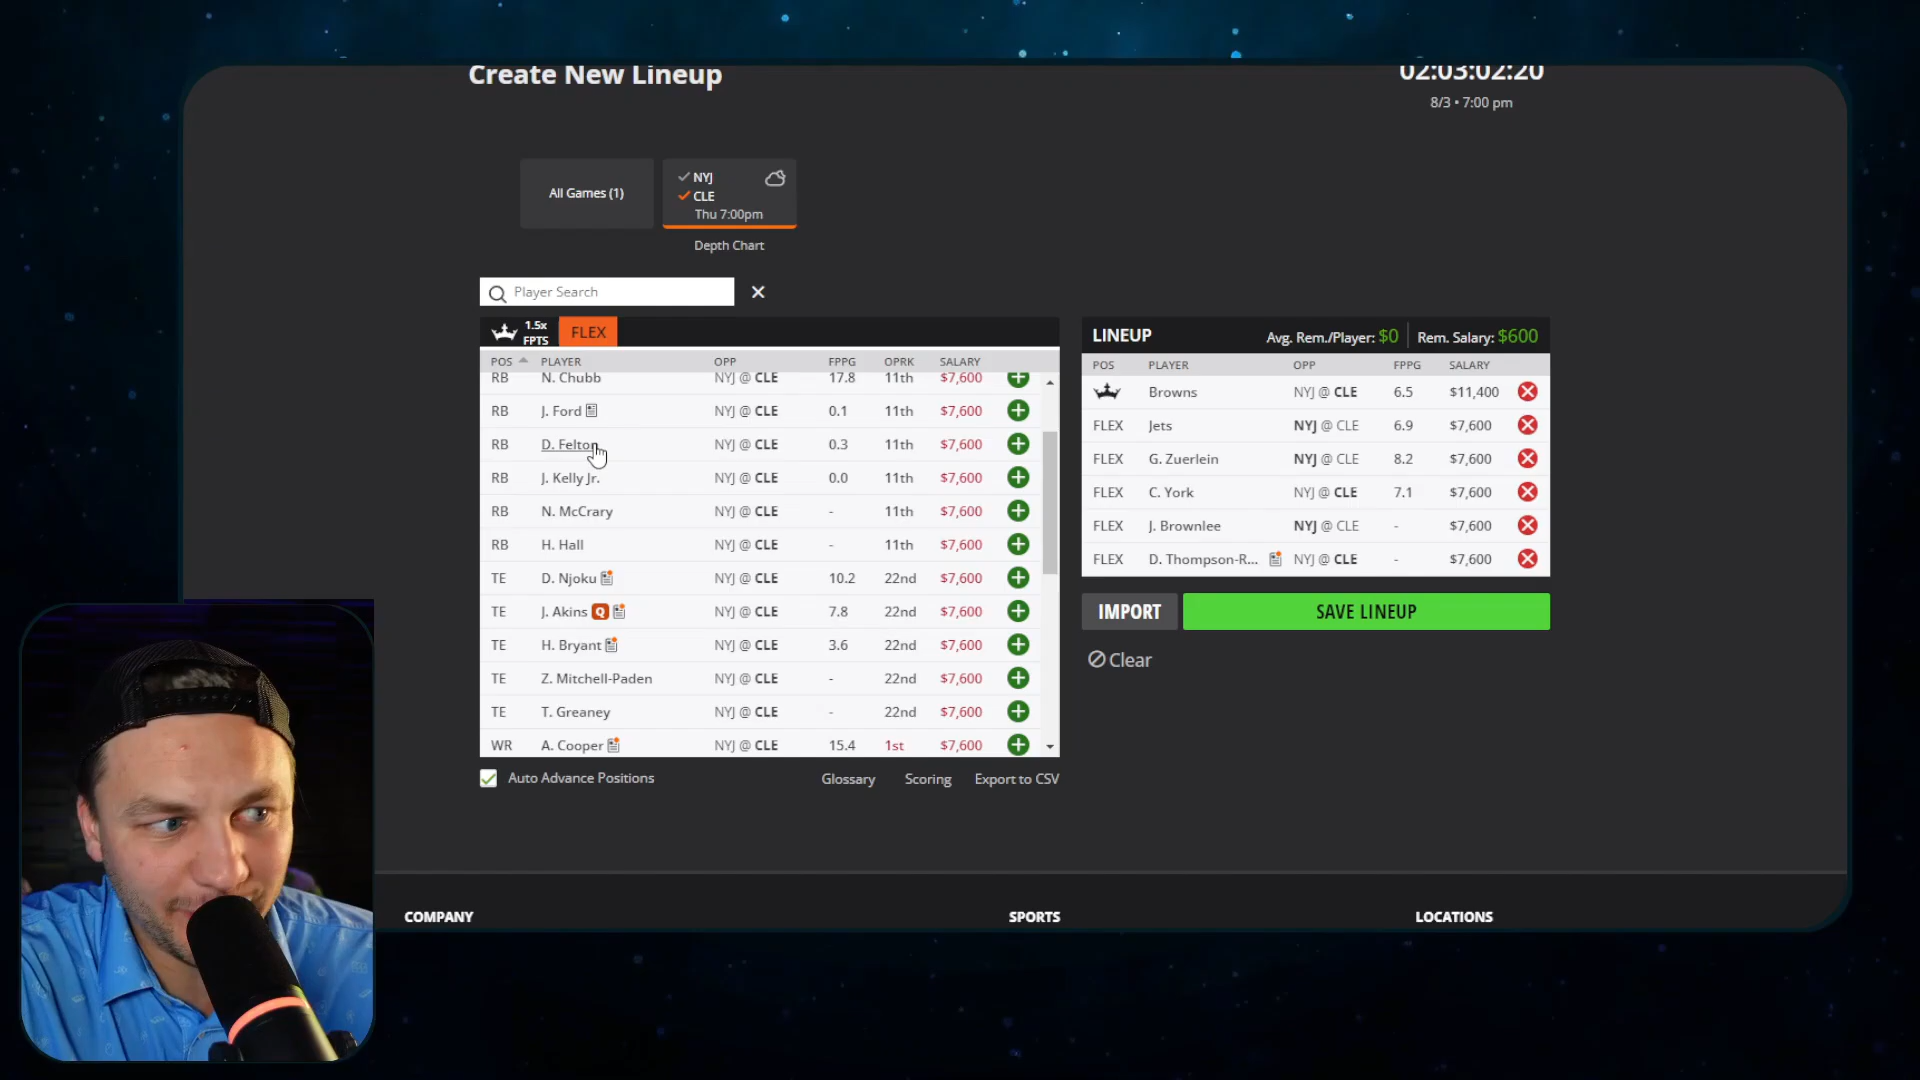 Create New Lineup
02:03:02:20
8/3 • 7:00 pm
All Games (1)
NYJ
CLE
Thu 7:00pm
Depth Chart
Player Search
1.5x
FPTS
FLEX
POS PLAYER OPP FPPG OPRK SALARY
RB N. Chubb NYJ @ CLE 17.8 11th $7,600
RB J. Ford NYJ @ CLE 0.1 11th $7,600
RB D. Felton NYJ @ CLE 0.3 11th $7,600
RB J. Kelly Jr. NYJ @ CLE 0.0 11th $7,600
RB N. McCrary NYJ @ CLE - 11th $7,600
RB H. Hall NYJ @ CLE - 11th $7,600
TE D. Njoku NYJ @ CLE 10.2 22nd $7,600
TE J. Akins Q NYJ @ CLE 7.8 22nd $7,600
TE H. Bryant NYJ @ CLE 3.6 22nd $7,600
TE Z. Mitchell-Paden NYJ @ CLE - 22nd $7,600
TE T. Greaney NYJ @ CLE - 22nd $7,600
WR A. Cooper NYJ @ CLE 15.4 1st $7,600
Auto Advance Positions
Glossary Scoring Export to CSV
LINEUP Avg. Rem./Player: $0 Rem. Salary: $600
POS PLAYER OPP FPPG SALARY
Browns NYJ @ CLE 6.5 $11,400
FLEX Jets NYJ @ CLE 6.9 $7,600
FLEX G. Zuerlein NYJ @ CLE 8.2 $7,600
FLEX C. York NYJ @ CLE 7.1 $7,600
FLEX J. Brownlee NYJ @ CLE - $7,600
FLEX D. Thompson-R... NYJ @ CLE - $7,600
IMPORT
SAVE LINEUP
Clear
COMPANY
SPORTS
LOCATIONS